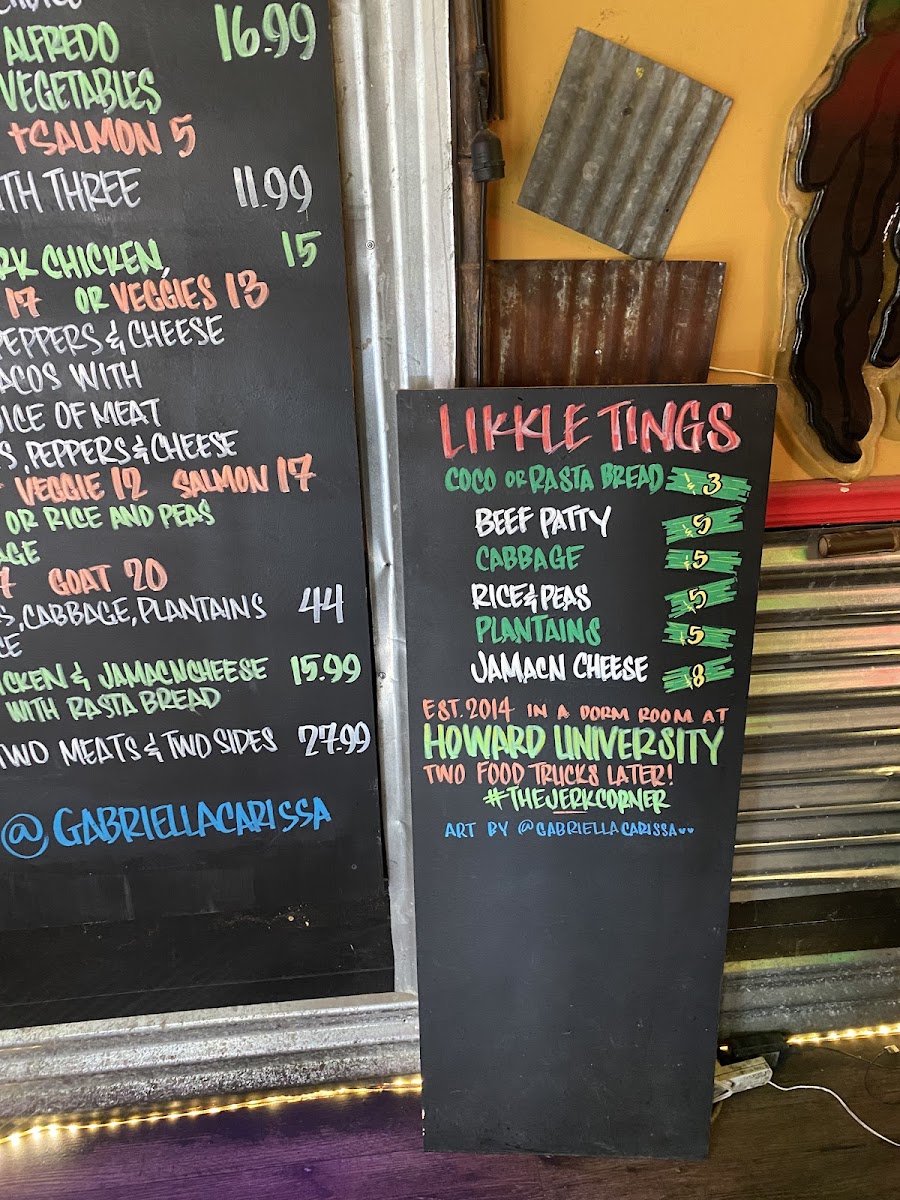 ALFREDO 16.99
VEGETABLES
+SALMON 5
TH THREE 11.99
RK CHICKEN, 15
17 OR VEGGIES 13
PEPPERS & CHEESE
ACOS WITH
OICE OF MEAT
S, PEPPERS & CHEESE
VEGGIE 12 SALMON 17
OR RICE AND PEAS
AGE
7 GOAT 20
S, CABBAGE, PLANTAINS 44
CE
ICKEN & JAMACNCHEESE 15.99
WITH RASTA BREAD
TWO MEATS & TWO SIDES 27.99
@GABRIELLACARISSA
LIKKLE TINGS
COCO OR RASTA BREAD $3
BEEF PATTY $5
CABBAGE $5
RICE & PEAS $5
PLANTAINS $5
JAMACN CHEESE $8
EST. 2014 IN A DORM ROOM AT
HOWARD UNIVERSITY
TWO FOOD TRUCKS LATER!
#THEJERKCORNER
ART BY @GABRIELLACARISSA